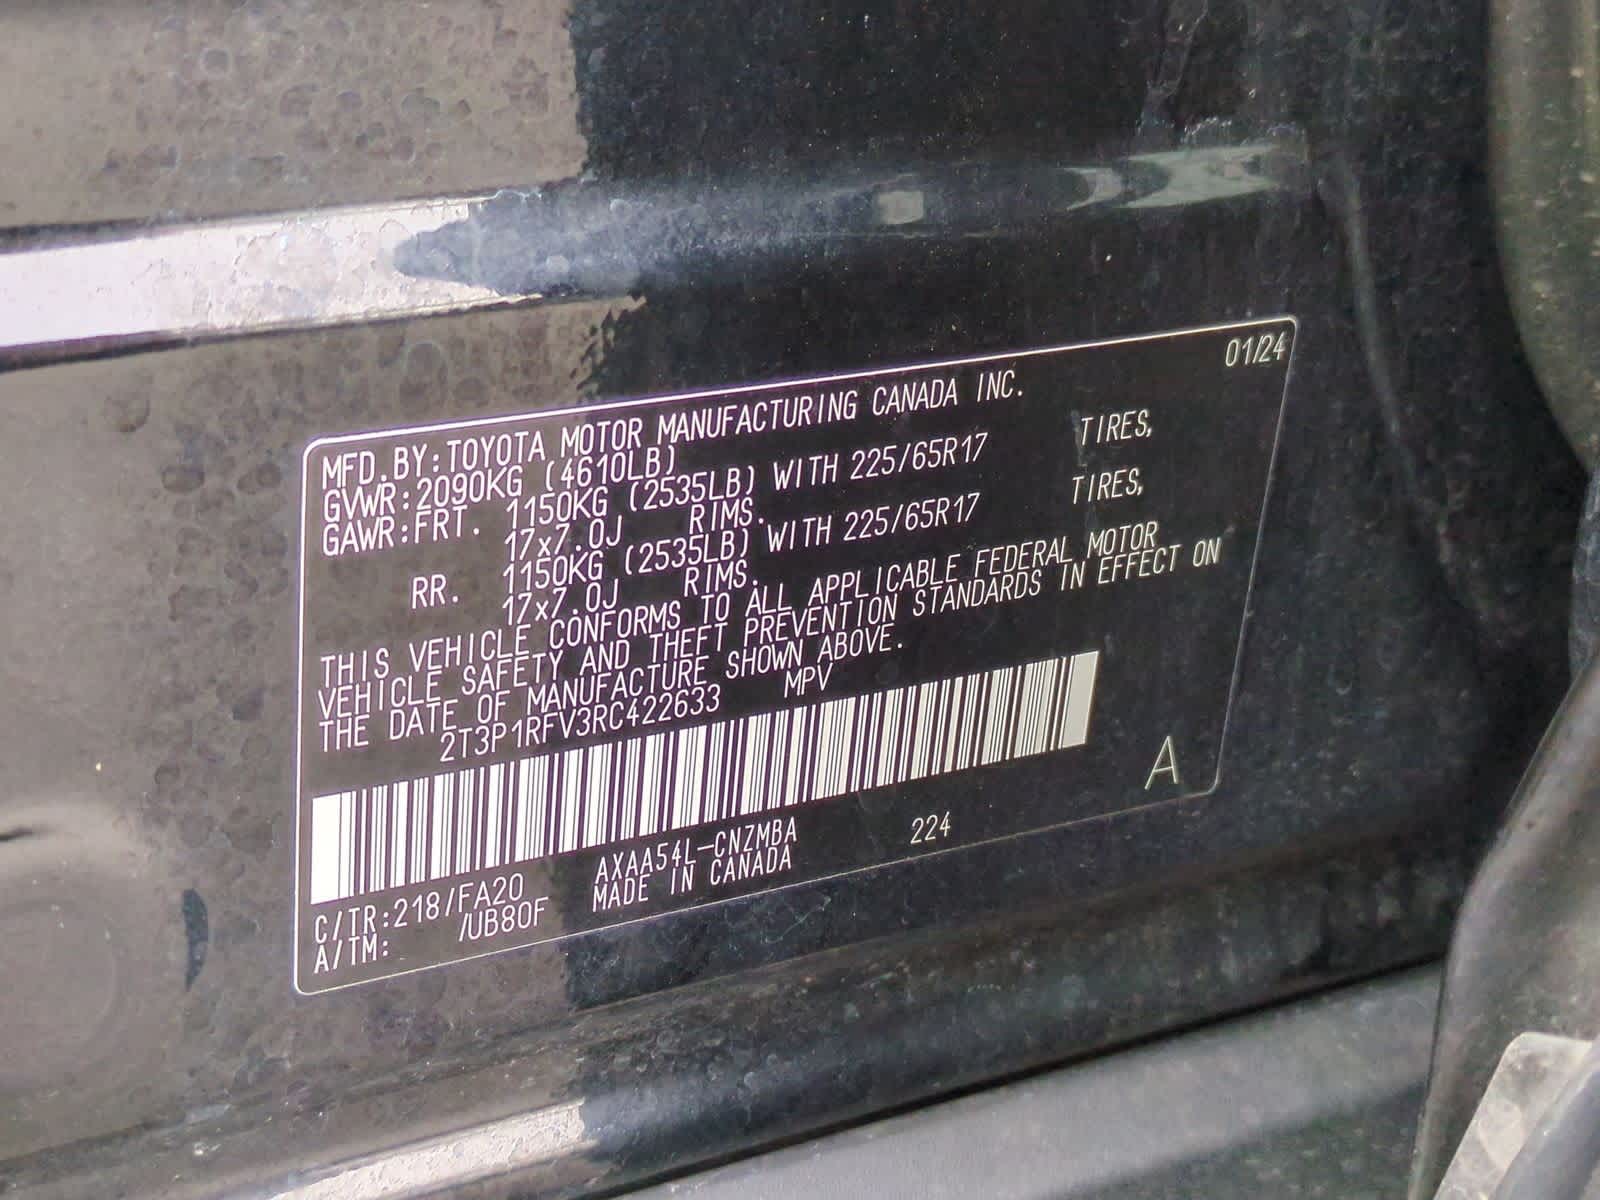 01/24
MFD.BY:TOYOTA MOTOR MANUFACTURING CANADA INC.
GVWR:2090KG (4610LB)
GAWR:FRT. 1150KG (2535LB) WITH 225/65R17 TIRES,
17x7.0J RIMS.
RR. 1150KG (2535LB) WITH 225/65R17 TIRES,
17x7.0J RIMS.
THIS VEHICLE CONFORMS TO ALL APPLICABLE FEDERAL MOTOR
VEHICLE SAFETY AND THEFT PREVENTION STANDARDS IN EFFECT ON
THE DATE OF MANUFACTURE SHOWN ABOVE.
2T3P1RFV3RC422633 MPV
A
C/TR:218/FA20 AXAA54L-CNZMBA 224
A/TM: /UB80F MADE IN CANADA